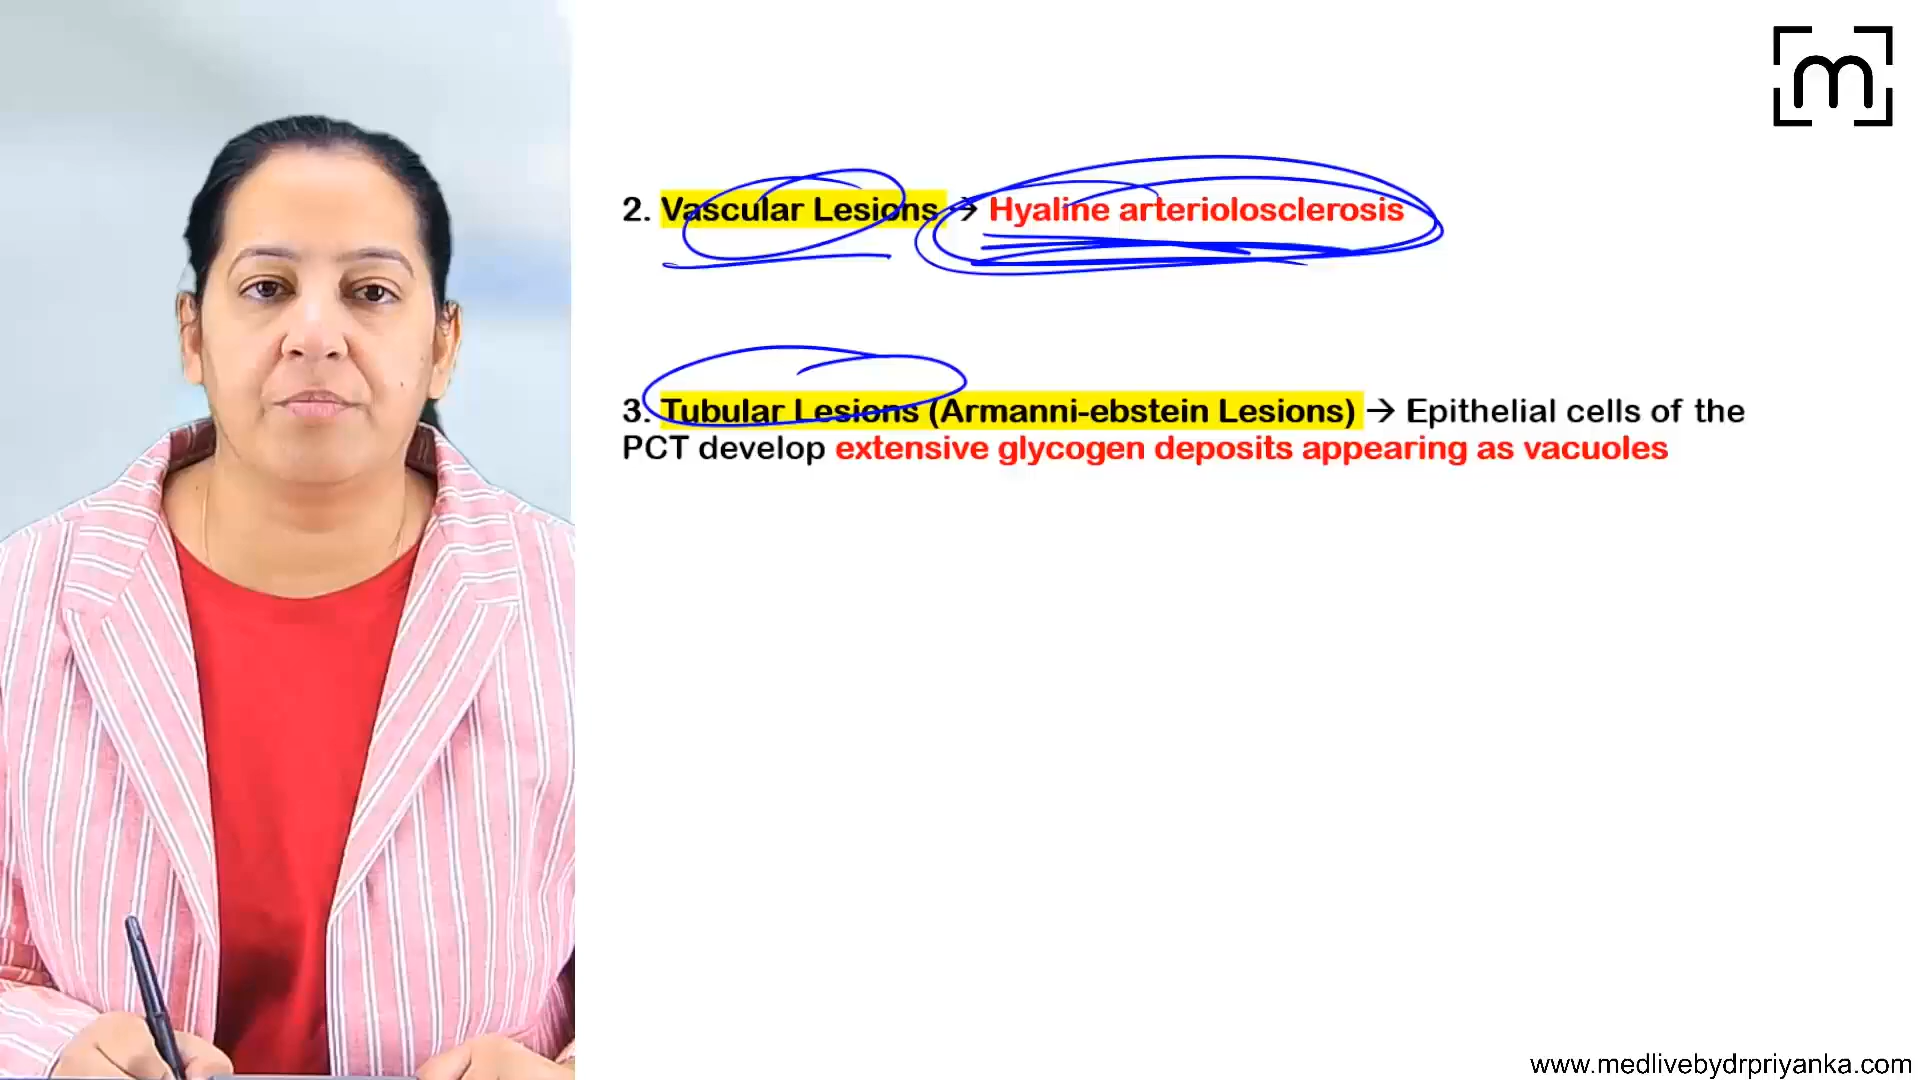 m
2. Vascular Lesions → Hyaline arteriolosclerosis
3. Tubular Lesions (Armanni-ebstein Lesions) → Epithelial cells of the
PCT develop extensive glycogen deposits appearing as vacuoles
www.medlivebydrpriyanka.com